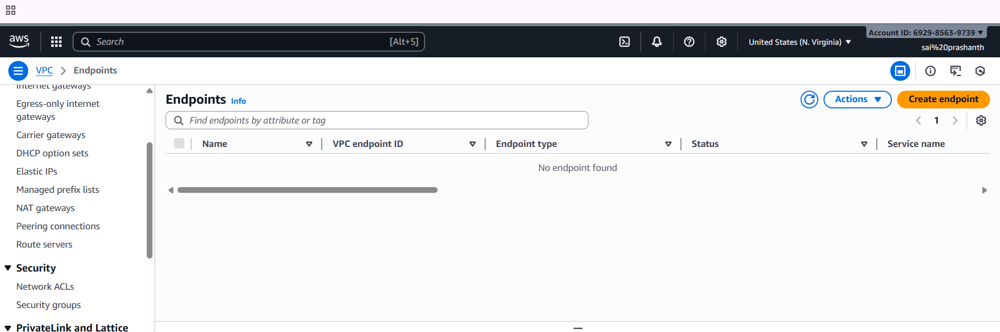 aws
Search [Alt+S]
United States (N. Virginia)
Account ID: 6929-8563-9739
sai%20prashanth
VPC
Endpoints
Internet gateways
Egress-only internet
gateways
Carrier gateways
DHCP option sets
Elastic IPs
Managed prefix lists
NAT gateways
Peering connections
Route servers
Security
Network ACLs
Security groups
PrivateLink and Lattice
Endpoints Info
Actions
Create endpoint
Find endpoints by attribute or tag
1
Name VPC endpoint ID Endpoint type Status Service name
No endpoint found